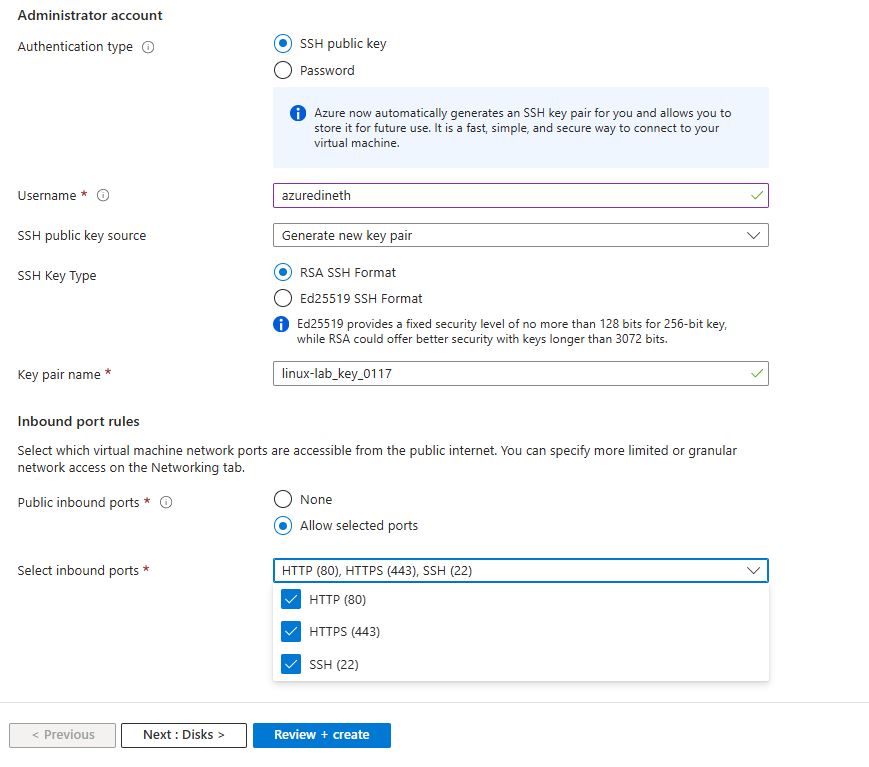 Administrator account
Authentication type
SSH public key
Password
Azure now automatically generates an SSH key pair for you and allows you to
store it for future use. It is a fast, simple, and secure way to connect to your
virtual machine.
Username *
azuredineth
SSH public key source
Generate new key pair
SSH Key Type
RSA SSH Format
Ed25519 SSH Format
Ed25519 provides a fixed security level of no more than 128 bits for 256-bit key,
while RSA could offer better security with keys longer than 3072 bits.
Key pair name *
linux-lab_key_0117
Inbound port rules
Select which virtual machine network ports are accessible from the public internet. You can specify more limited or granular
network access on the Networking tab.
Public inbound ports *
None
Allow selected ports
Select inbound ports *
HTTP (80), HTTPS (443), SSH (22)
HTTP (80)
HTTPS (443)
SSH (22)
< Previous
Next : Disks >
Review + create